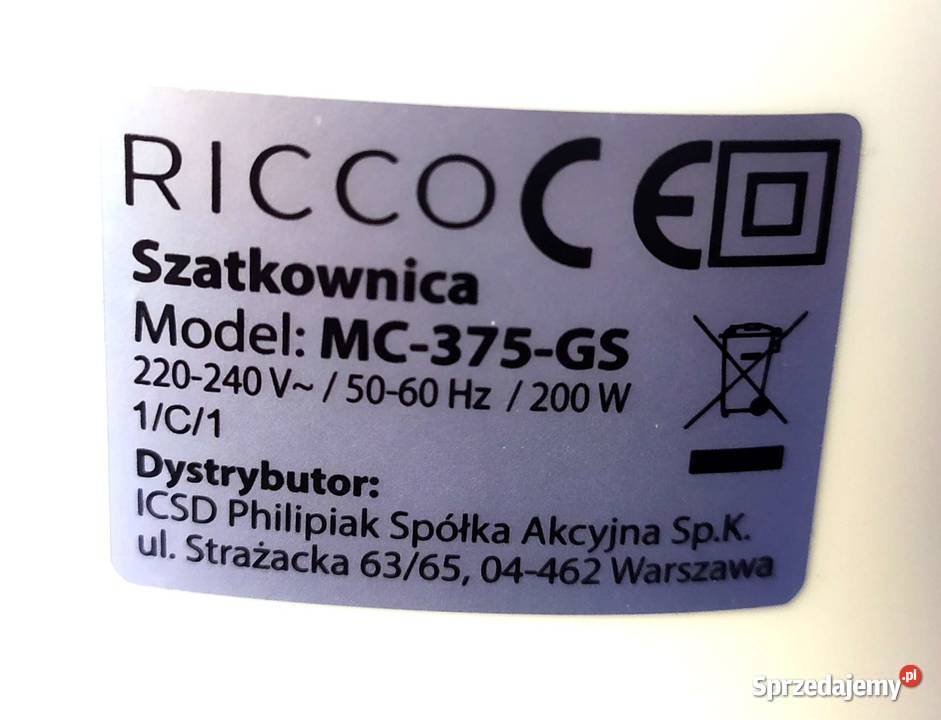 RICCO CE
Szatkownica
Model: MC-375-GS
220-240 V~ / 50-60 Hz / 200 W
1/C/1
Dystrybutor:
ICSD Philipiak Spółka Akcyjna Sp.K.
ul. Strażacka 63/65, 04-462 Warszawa
Sprzedajemy.pl